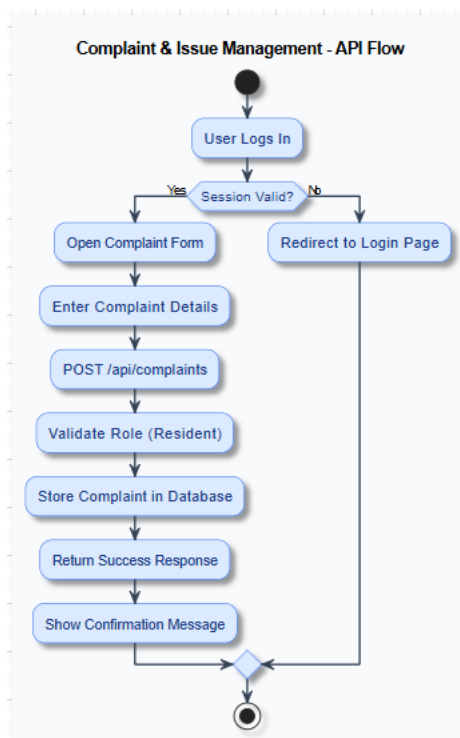 Complaint & Issue Management - API Flow
User Logs In
Session Valid?
Yes
No
Open Complaint Form
Redirect to Login Page
Enter Complaint Details
POST /api/complaints
Validate Role (Resident)
Store Complaint in Database
Return Success Response
Show Confirmation Message